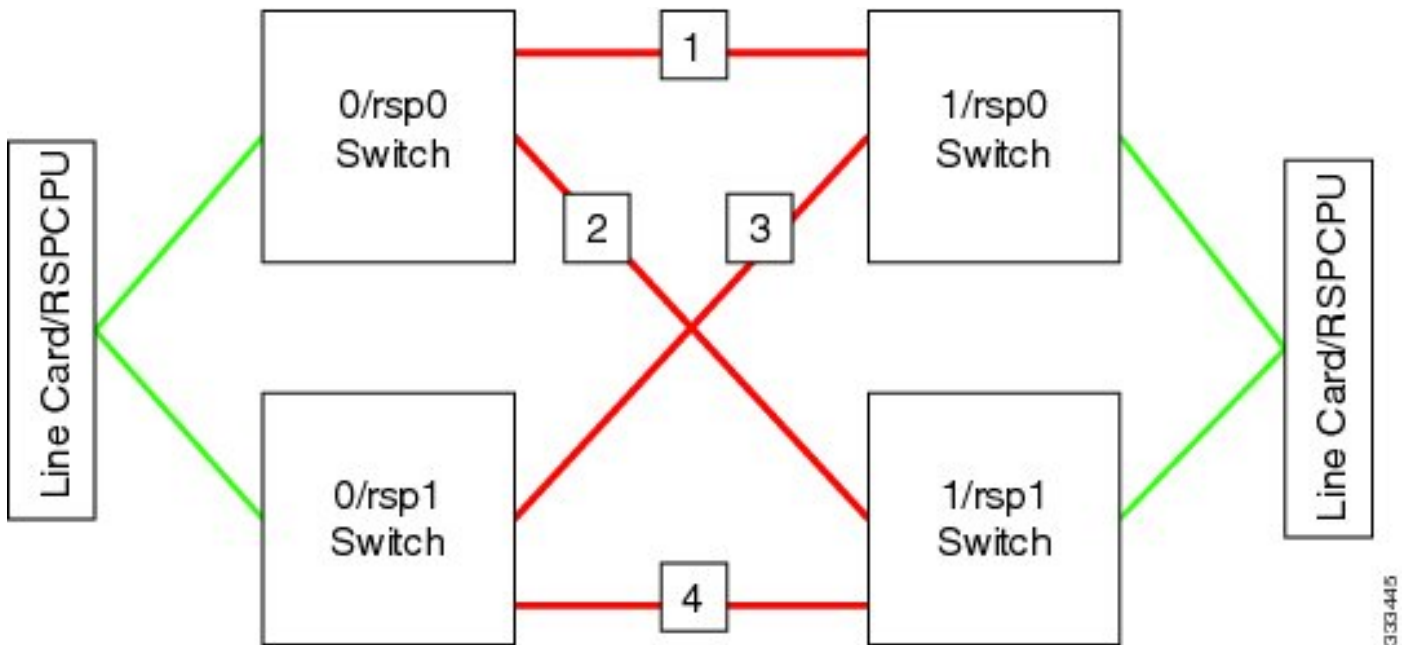 1
0/rsp0
Switch
1/rsp0
Switch
Line Card/RSPCPU
2
3
Line Card/RSPCPU
0/rsp1
Switch
1/rsp1
Switch
4
3333445